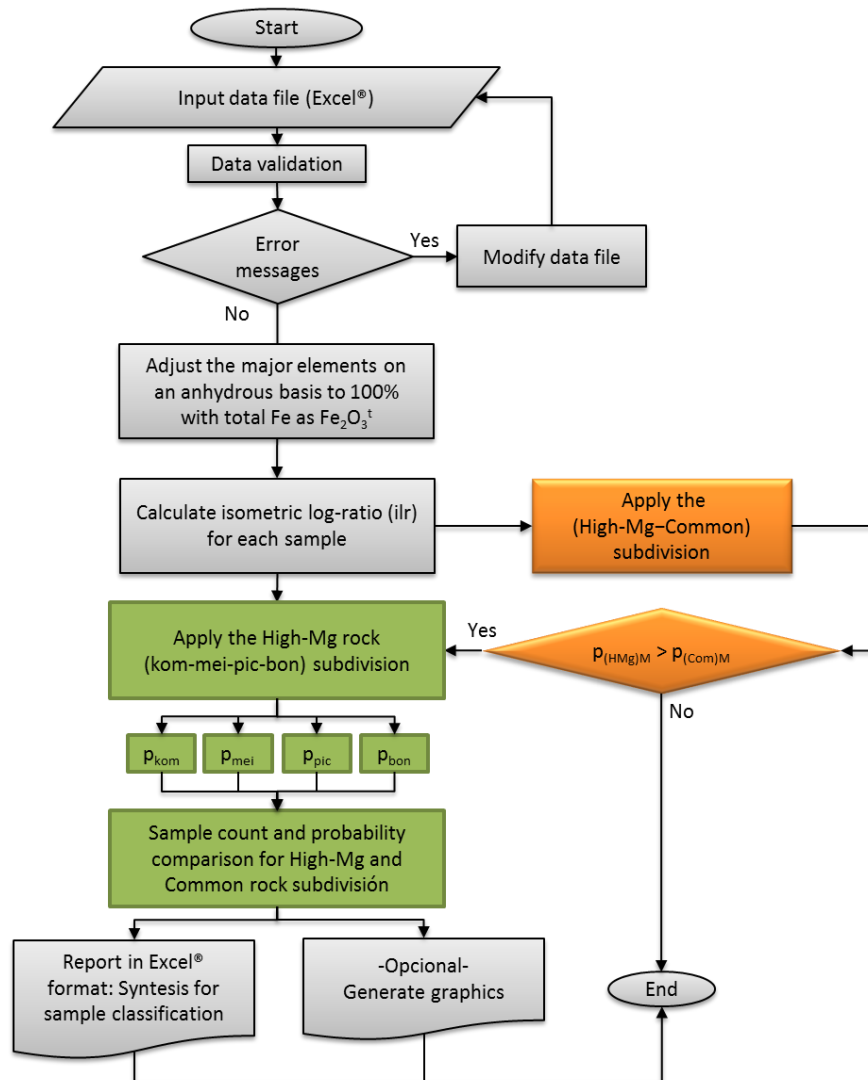 Start
Input data file (Excel®)
Data validation
Error
messages
Yes
Modify data file
No
Adjust the major elements on
an anhydrous basis to 100%
with total Fe as Fe₂O₃ᵗ
Calculate isometric log-ratio (ilr)
for each sample
Apply the
(High-Mg–Common)
subdivision
Apply the High-Mg rock
(kom-mei-pic-bon) subdivision
Yes
p(HMg)M > p(Com)M
No
pkom
pmei
ppic
pbon
Sample count and probability
comparison for High-Mg and
Common rock subdivisión
Report in Excel®
format: Syntesis for
sample classification
-Opcional-
Generate graphics
End